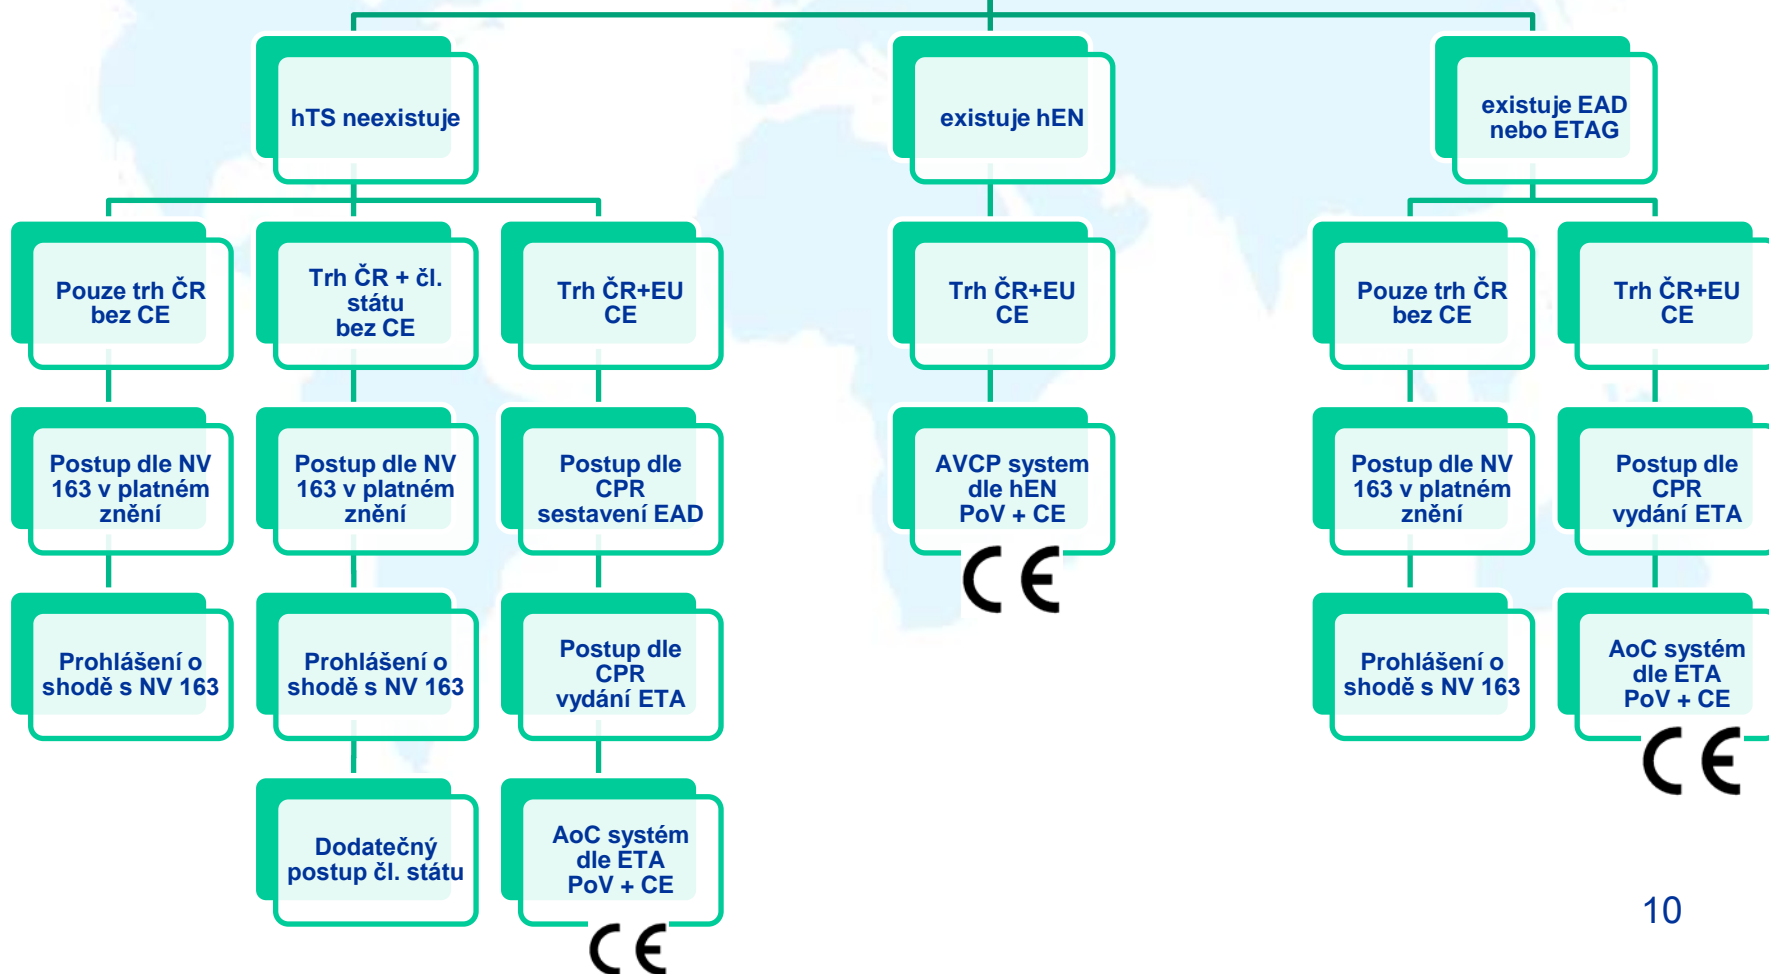 hTS neexistuje
existuje hEN
existuje EAD
nebo ETAG
Pouze trh ČR
bez CE
Trh ČR + čl.
státu
bez CE
Trh ČR+EU
CE
Trh ČR+EU
CE
Pouze trh ČR
bez CE
Trh ČR+EU
CE
Postup dle NV
163 v platném
znění
Postup dle NV
163 v platném
znění
Postup dle
CPR
sestavení EAD
AVCP system
dle hEN
PoV + CE
CE
Postup dle NV
163 v platném
znění
Postup dle
CPR
vydání ETA
Prohlášení o
shodě s NV 163
Prohlášení o
shodě s NV 163
Postup dle
CPR
vydání ETA
Prohlášení o
shodě s NV 163
AoC systém
dle ETA
PoV + CE
CE
Dodatečný
postup čl. státu
AoC systém
dle ETA
PoV + CE
CE
10